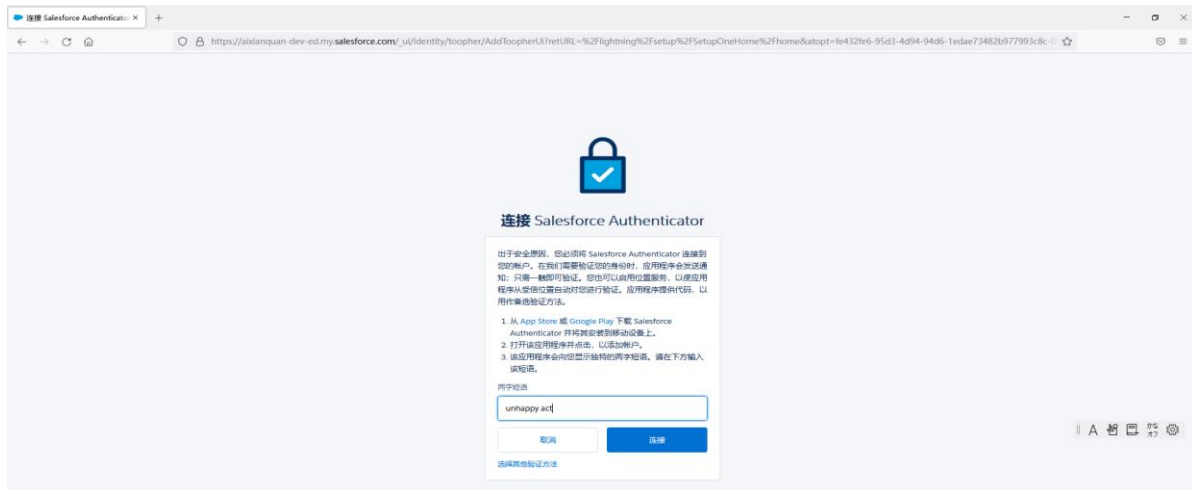 连接 Salesforce Authenticator
https://aixianquan-dev-ed.my.salesforce.com/_ui/identity/toopher/AddToopherUi?retURL=%2Flightning%2Fsetup%2FSetupOneHome%2Fhome&atopt=fe432fe6-95d3-4d94-94d6-1edae73482b977993c8c-
连接 Salesforce Authenticator
出于安全原因，您必须将 Salesforce Authenticator 连接到
您的帐户。在我们需要验证您的身份时，应用程序会发送通
知：只需一触即可验证。您也可以启用位置服务，以便应用
程序从受信位置自动对您进行验证。应用程序提供代码，以
用作备选验证方法。
1. 从 App Store 或 Google Play 下载 Salesforce
Authenticator 并将其安装到移动设备上。
2. 打开该应用程序并点击，以添加帐户。
3. 该应用程序会向您显示独特的两字短语。请在下方输入
该短语。
两字短语
unhappy act
取消 连接
选择其他验证方法
A